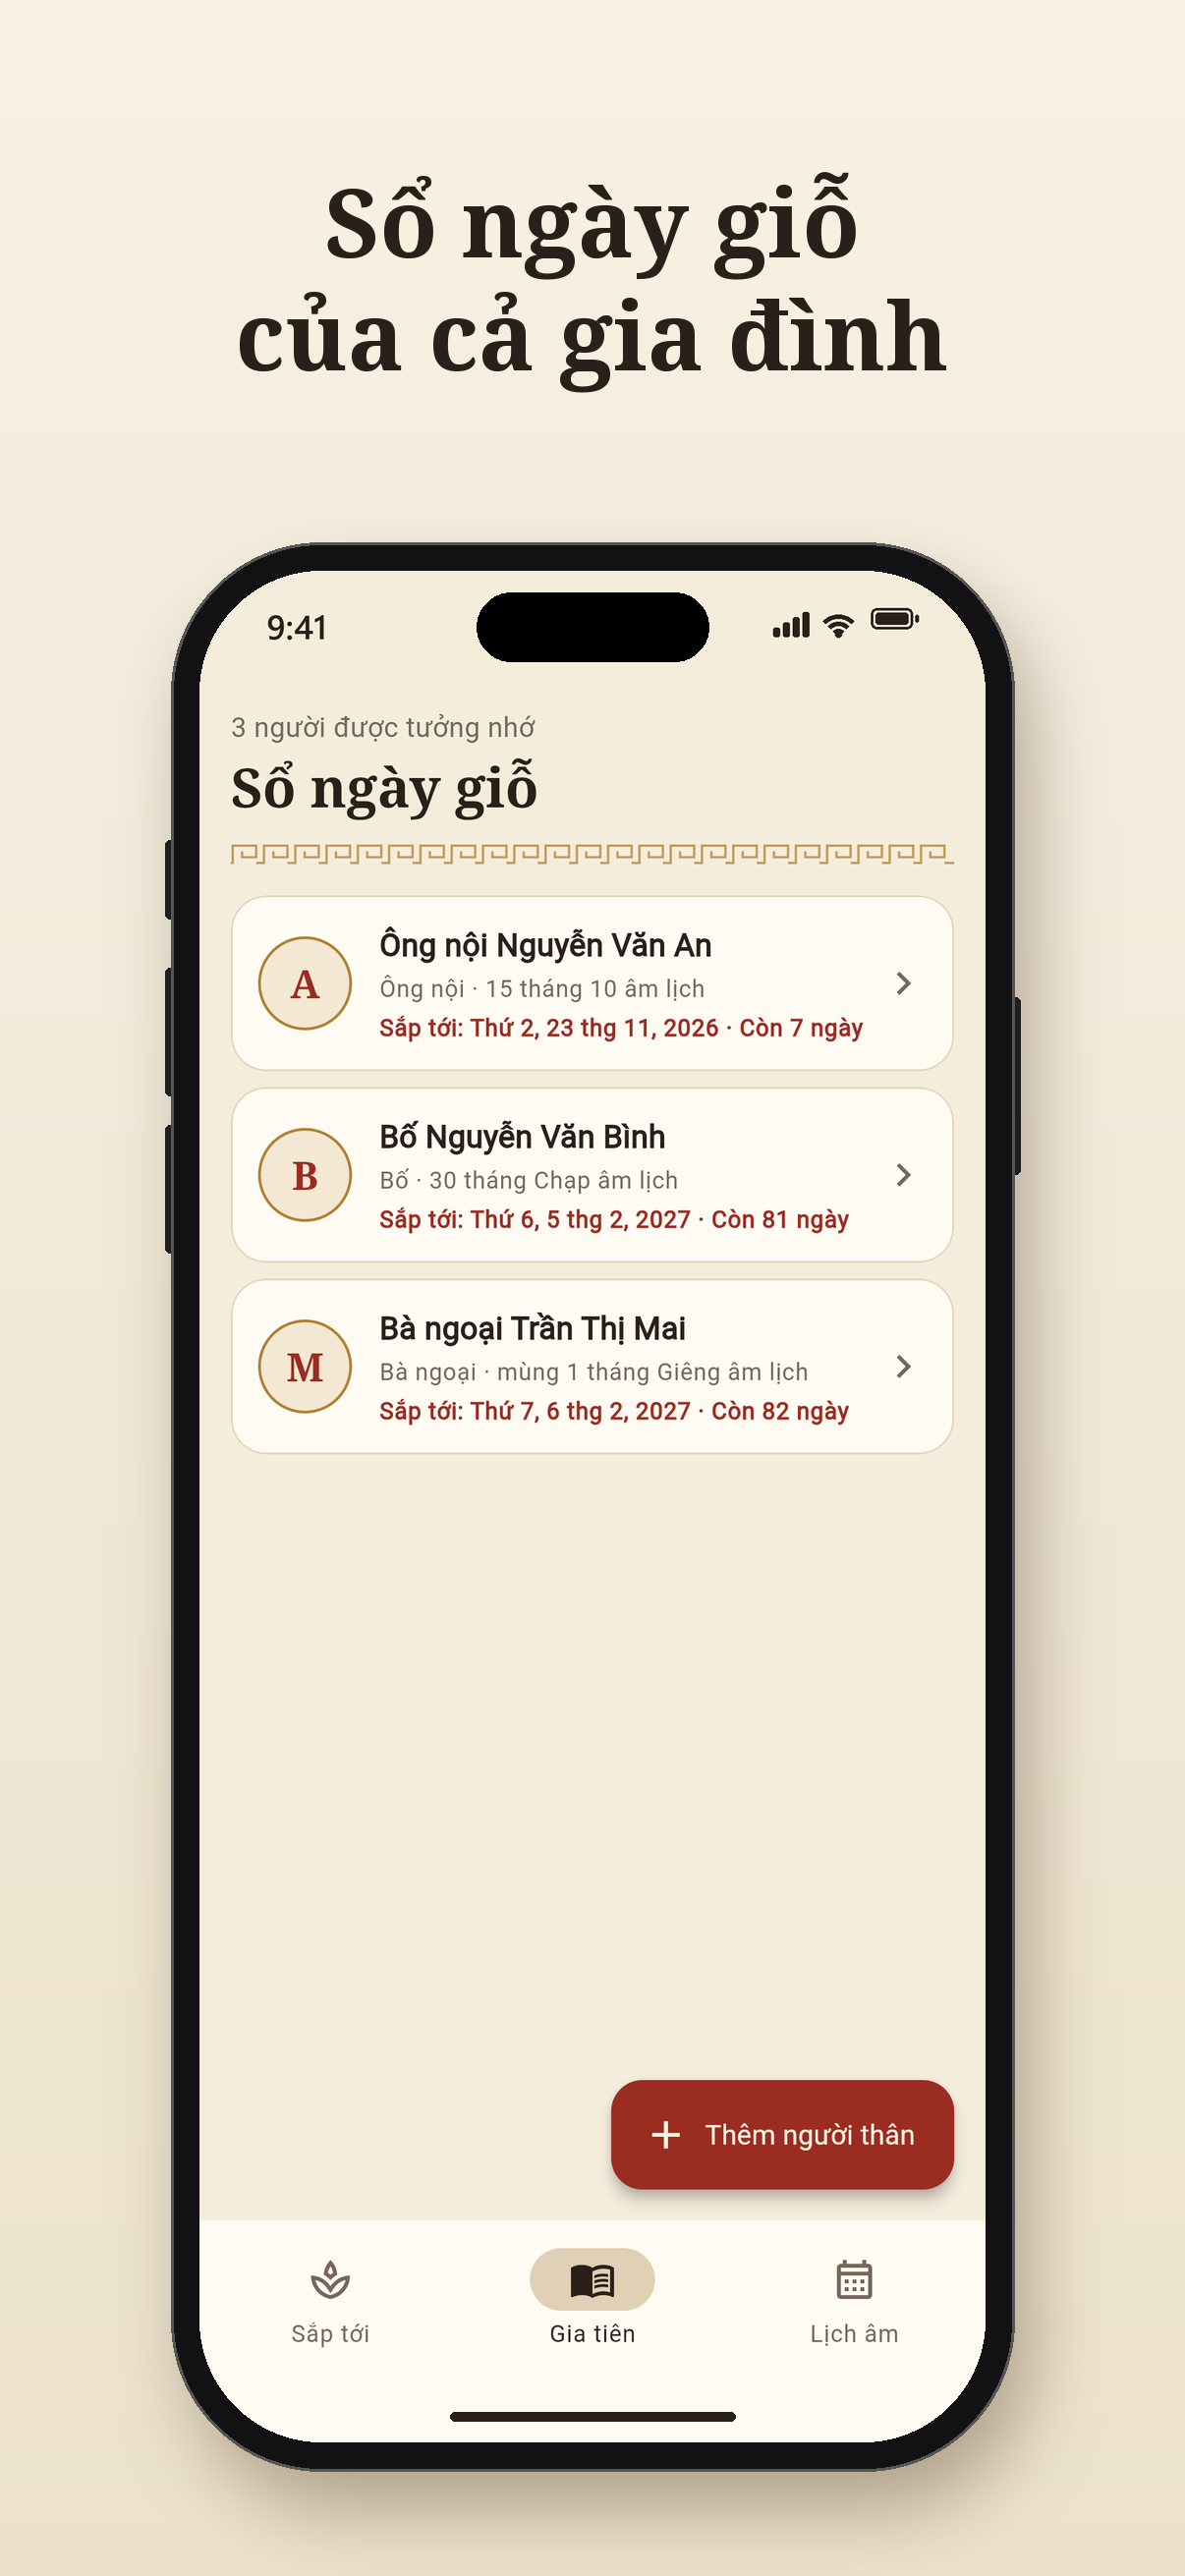 Sổ ngày giỗ
của cả gia đình
9:41
3 người được tưởng nhớ
Sổ ngày giỗ
A
Ông nội Nguyễn Văn An
Ông nội · 15 tháng 10 âm lịch
Sắp tới: Thứ 2, 23 thg 11, 2026 · Còn 7 ngày
B
Bố Nguyễn Văn Bình
Bố · 30 tháng Chạp âm lịch
Sắp tới: Thứ 6, 5 thg 2, 2027 · Còn 81 ngày
M
Bà ngoại Trần Thị Mai
Bà ngoại · mùng 1 tháng Giêng âm lịch
Sắp tới: Thứ 7, 6 thg 2, 2027 · Còn 82 ngày
+ Thêm người thân
Sắp tới
Gia tiên
Lịch âm